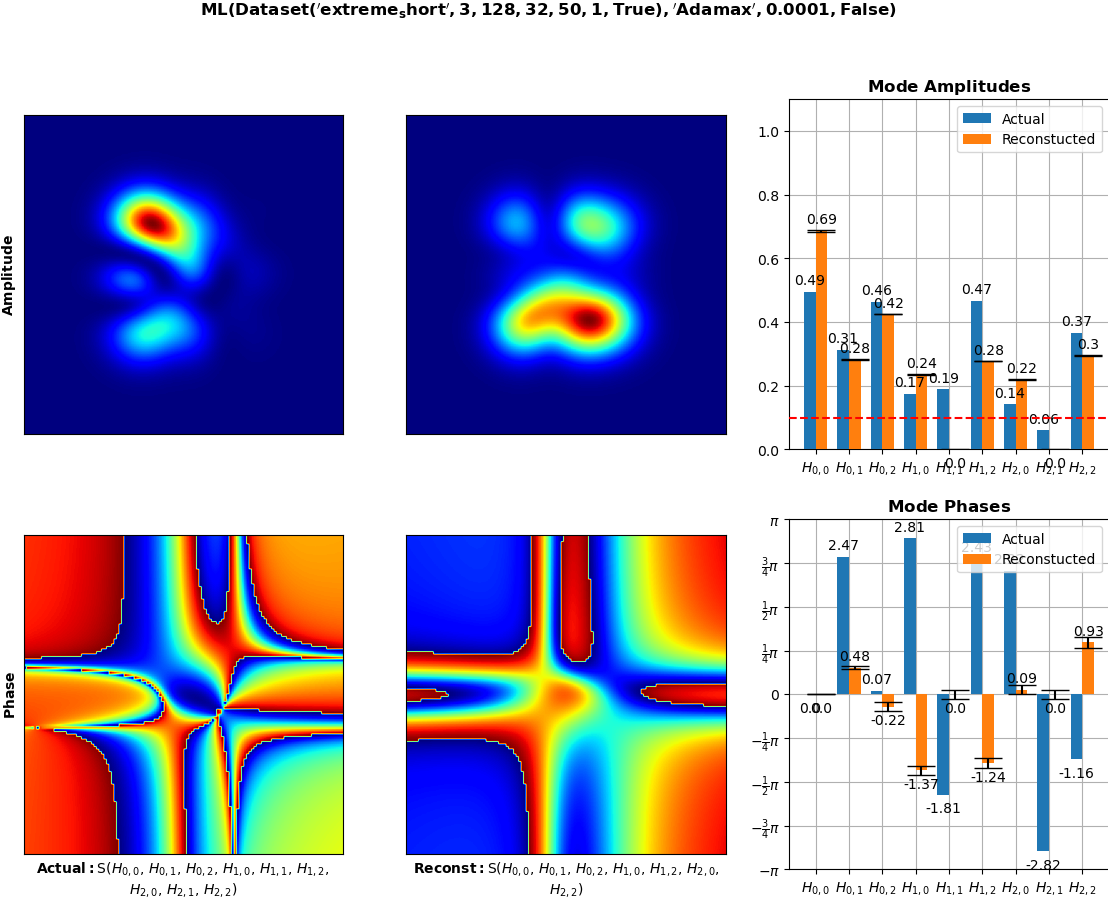 ML(Dataset('extremeₛhort', 3, 128, 32, 50, 1, True), 'Adamax', 0.0001, False)
Amplitude
Mode Amplitudes
Actual
Reconstucted
1.0
0.8
0.6
0.4
0.2
0.0
0.49
0.69
0.31
0.28
0.46
0.42
0.17
0.24
0.19
0.0
0.47
0.28
0.14
0.22
0.06
0.0
0.37
0.3
H₀,₀ H₀,₁ H₀,₂ H₁,₀ H₁,₁ H₁,₂ H₂,₀ H₂,₁ H₂,₂
Phase
Actual: S(H₀,₀, H₀,₁, H₀,₂, H₁,₀, H₁,₁, H₁,₂,
H₂,₀, H₂,₁, H₂,₂)
Reconst: S(H₀,₀, H₀,₁, H₀,₂, H₁,₀, H₁,₂, H₂,₀,
H₂,₂)
Mode Phases
Actual
Reconstucted
π
3/4π
1/2π
1/4π
0
−1/4π
−1/2π
−3/4π
−π
0.0
0.0
2.47
0.48
0.07
-0.22
2.81
-1.37
-1.81
0.0
2.43
-1.24
0.09
-2.82
0.0
-1.16
0.93
H₀,₀ H₀,₁ H₀,₂ H₁,₀ H₁,₁ H₁,₂ H₂,₀ H₂,₁ H₂,₂